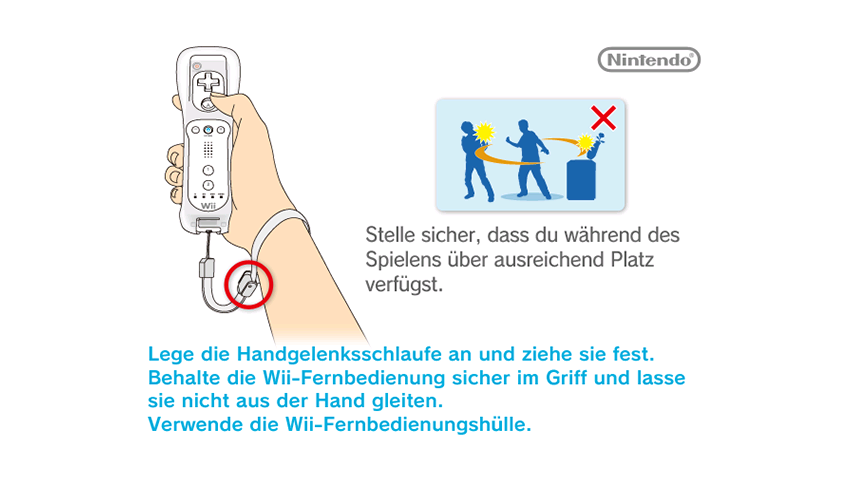 Nintendo
Wii
Stelle sicher, dass du während des
Spielens über ausreichend Platz
verfügst.
Lege die Handgelenksschlaufe an und ziehe sie fest.
Behalte die Wii-Fernbedienung sicher im Griff und lasse
sie nicht aus der Hand gleiten.
Verwende die Wii-Fernbedienungshülle.